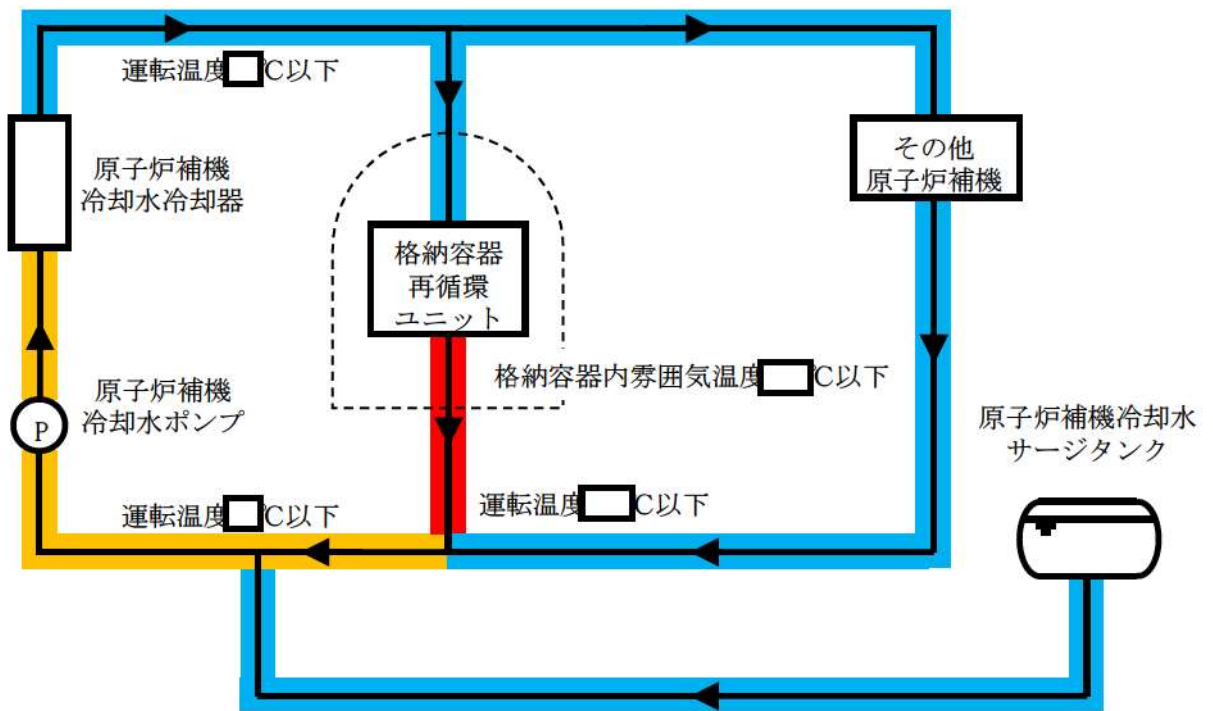 運転温度□℃以下
原子炉補機
冷却水冷却器
その他
原子炉補機
格納容器
再循環
ユニット
格納容器内雰囲気温度□℃以下
原子炉補機
冷却水ポンプ
P
原子炉補機冷却水
サージタンク
運転温度□℃以下
運転温度□℃以下